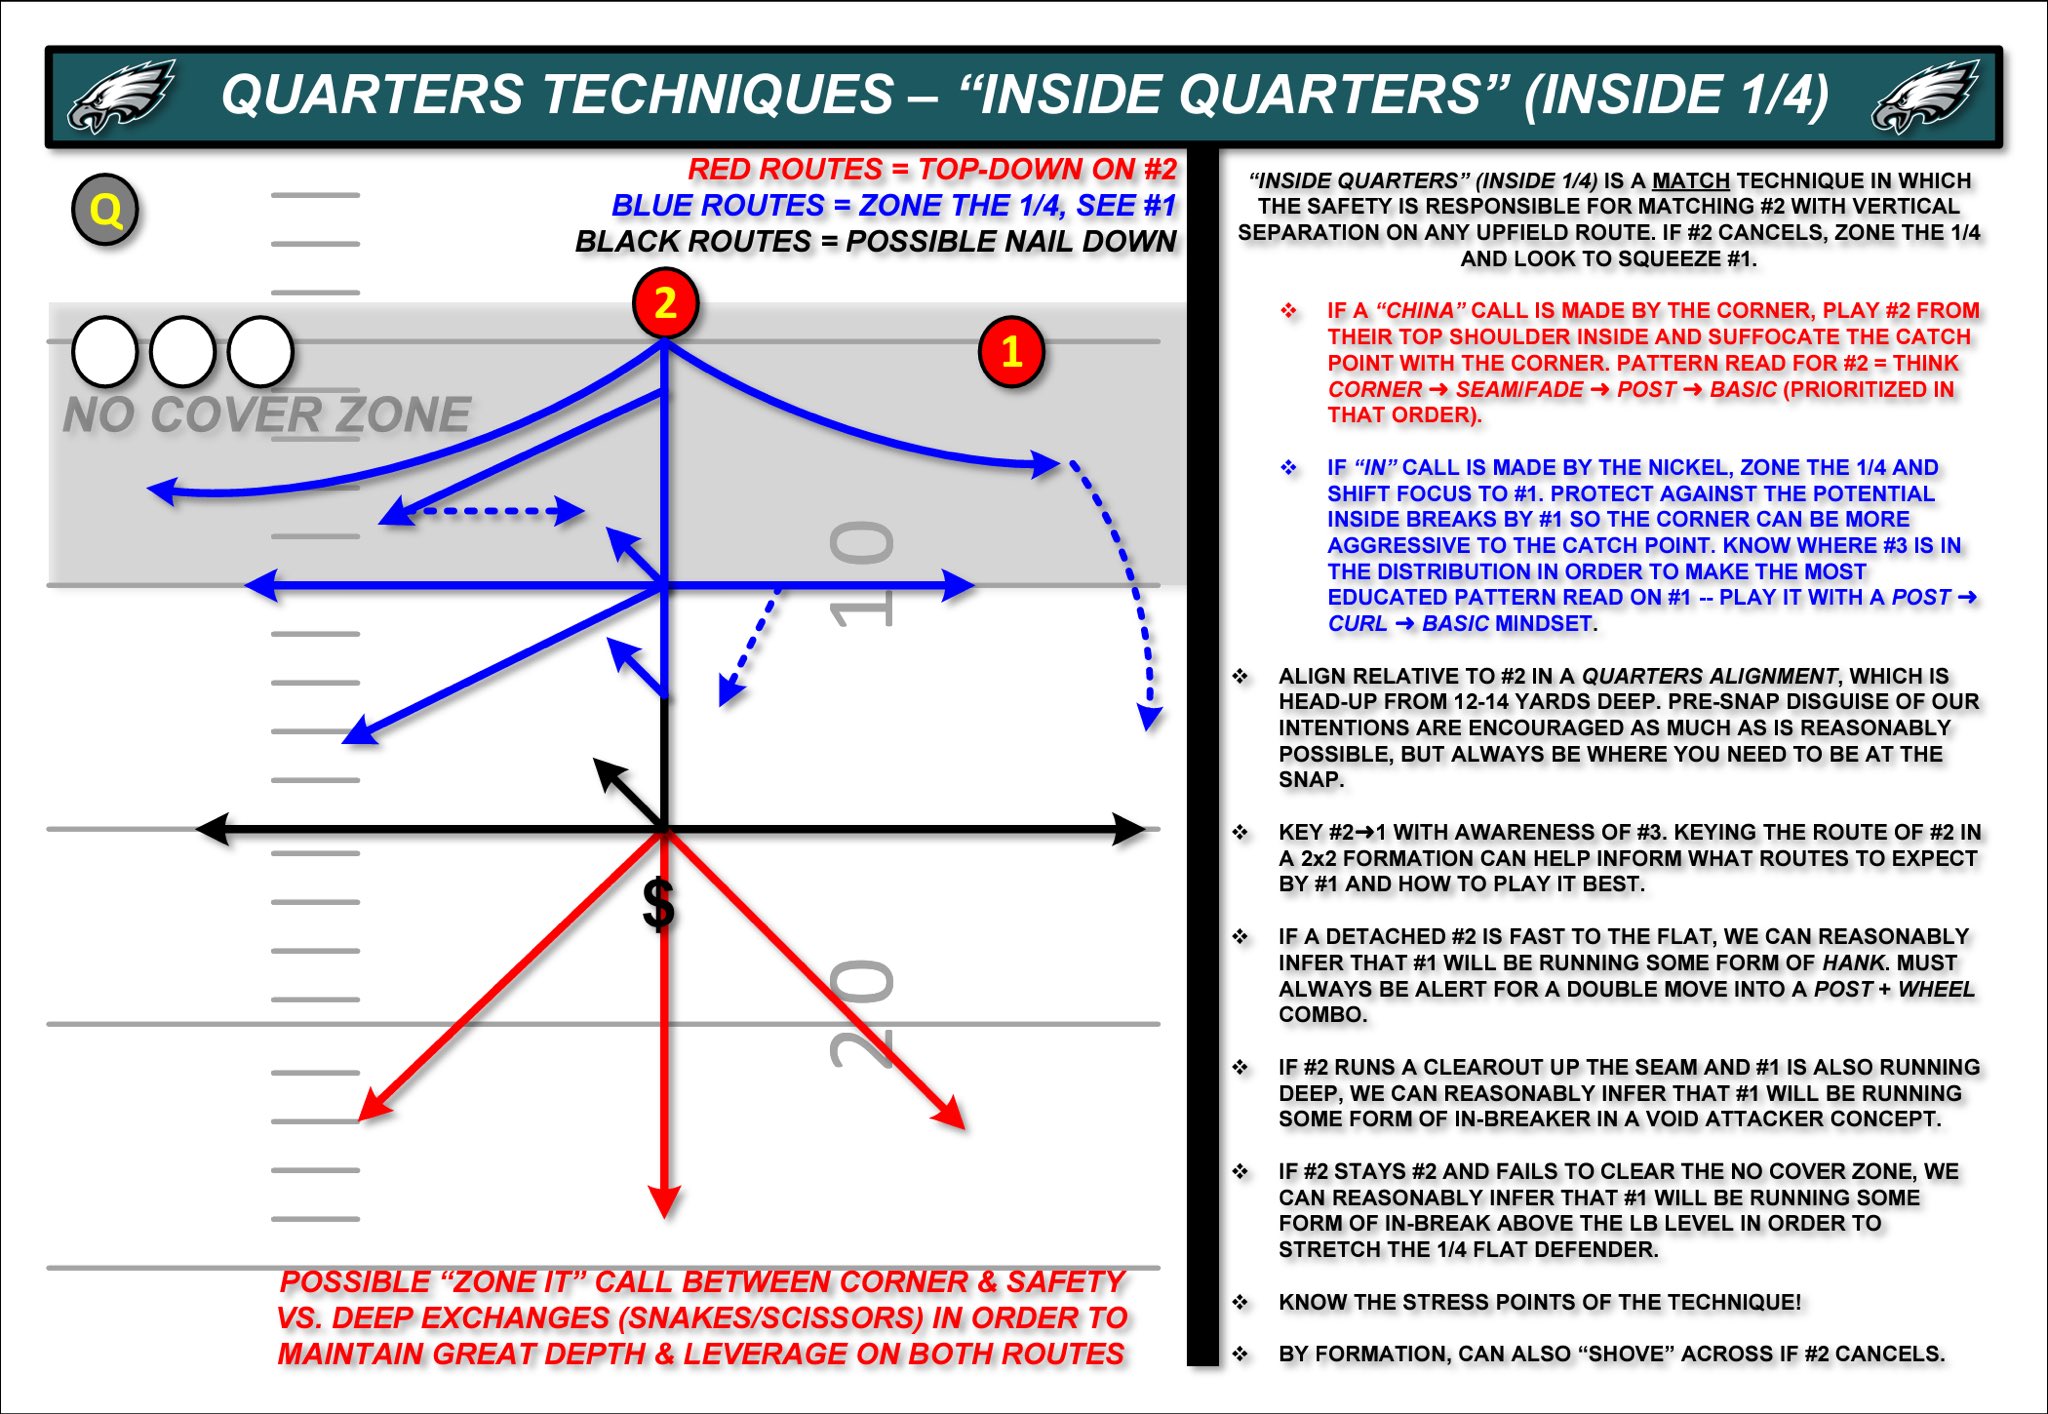 QUARTERS TECHNIQUES – “INSIDE QUARTERS” (INSIDE 1/4)
RED ROUTES = TOP-DOWN ON #2
BLUE ROUTES = ZONE THE 1/4, SEE #1
BLACK ROUTES = POSSIBLE NAIL DOWN
Q
2
1
NO COVER ZONE
10
$
20
POSSIBLE “ZONE IT” CALL BETWEEN CORNER & SAFETY
VS. DEEP EXCHANGES (SNAKES/SCISSORS) IN ORDER TO
MAINTAIN GREAT DEPTH & LEVERAGE ON BOTH ROUTES
“INSIDE QUARTERS” (INSIDE 1/4) IS A MATCH TECHNIQUE IN WHICH
THE SAFETY IS RESPONSIBLE FOR MATCHING #2 WITH VERTICAL
SEPARATION ON ANY UPFIELD ROUTE. IF #2 CANCELS, ZONE THE 1/4
AND LOOK TO SQUEEZE #1.
❖ IF A “CHINA” CALL IS MADE BY THE CORNER, PLAY #2 FROM
THEIR TOP SHOULDER INSIDE AND SUFFOCATE THE CATCH
POINT WITH THE CORNER. PATTERN READ FOR #2 = THINK
CORNER ➜ SEAM/FADE ➜ POST ➜ BASIC (PRIORITIZED IN
THAT ORDER).
❖ IF “IN” CALL IS MADE BY THE NICKEL, ZONE THE 1/4 AND
SHIFT FOCUS TO #1. PROTECT AGAINST THE POTENTIAL
INSIDE BREAKS BY #1 SO THE CORNER CAN BE MORE
AGGRESSIVE TO THE CATCH POINT. KNOW WHERE #3 IS IN
THE DISTRIBUTION IN ORDER TO MAKE THE MOST
EDUCATED PATTERN READ ON #1 -- PLAY IT WITH A POST ➜
CURL ➜ BASIC MINDSET.
❖ ALIGN RELATIVE TO #2 IN A QUARTERS ALIGNMENT, WHICH IS
HEAD-UP FROM 12-14 YARDS DEEP. PRE-SNAP DISGUISE OF OUR
INTENTIONS ARE ENCOURAGED AS MUCH AS IS REASONABLY
POSSIBLE, BUT ALWAYS BE WHERE YOU NEED TO BE AT THE
SNAP.
❖ KEY #2➜1 WITH AWARENESS OF #3. KEYING THE ROUTE OF #2 IN
A 2x2 FORMATION CAN HELP INFORM WHAT ROUTES TO EXPECT
BY #1 AND HOW TO PLAY IT BEST.
❖ IF A DETACHED #2 IS FAST TO THE FLAT, WE CAN REASONABLY
INFER THAT #1 WILL BE RUNNING SOME FORM OF HANK. MUST
ALWAYS BE ALERT FOR A DOUBLE MOVE INTO A POST + WHEEL
COMBO.
❖ IF #2 RUNS A CLEAROUT UP THE SEAM AND #1 IS ALSO RUNNING
DEEP, WE CAN REASONABLY INFER THAT #1 WILL BE RUNNING
SOME FORM OF IN-BREAKER IN A VOID ATTACKER CONCEPT.
❖ IF #2 STAYS #2 AND FAILS TO CLEAR THE NO COVER ZONE, WE
CAN REASONABLY INFER THAT #1 WILL BE RUNNING SOME
FORM OF IN-BREAK ABOVE THE LB LEVEL IN ORDER TO
STRETCH THE 1/4 FLAT DEFENDER.
❖ KNOW THE STRESS POINTS OF THE TECHNIQUE!
❖ BY FORMATION, CAN ALSO “SHOVE” ACROSS IF #2 CANCELS.